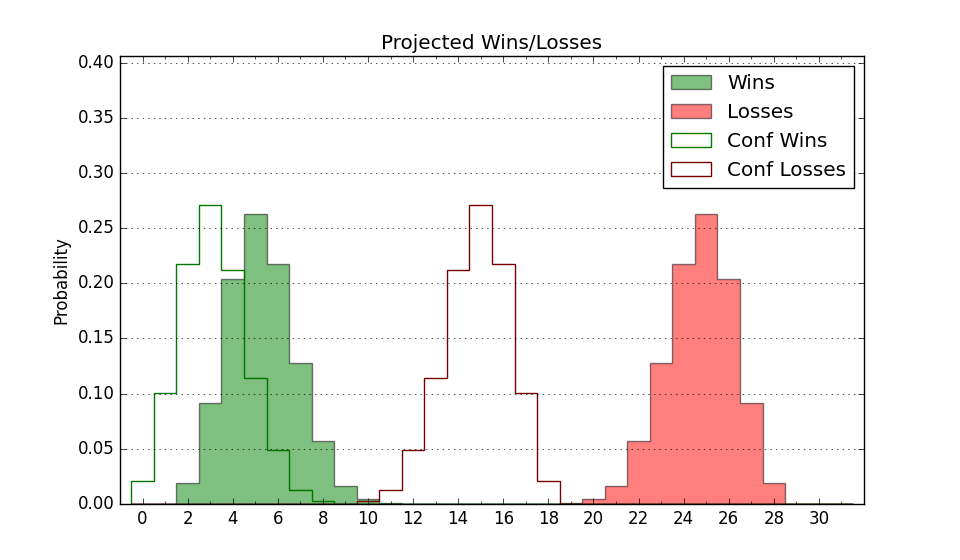 Projected Wins/Losses
0.40
0.35
0.30
0.25
0.20
0.15
0.10
0.05
0.00
Probability
Wins
Losses
Conf Wins
Conf Losses
0 2 4 6 8 10 12 14 16 18 20 22 24 26 28 30